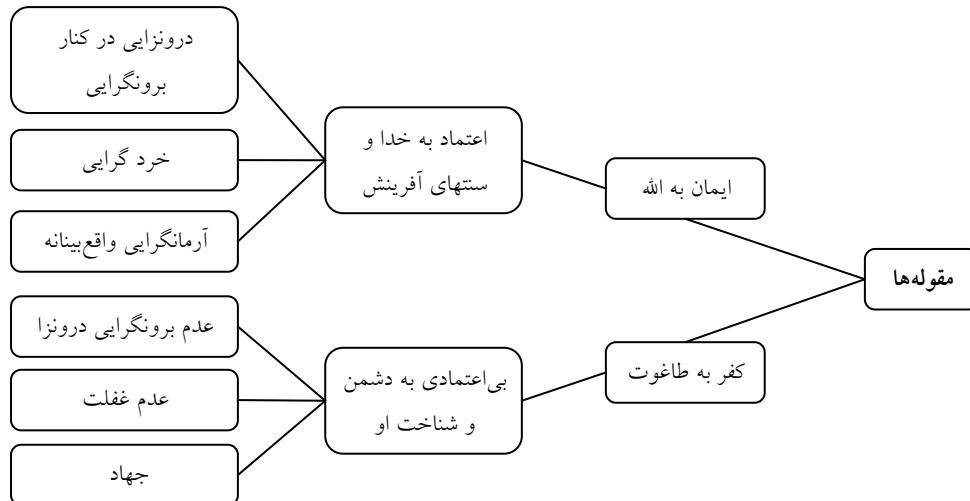 مقوله‌ها
ایمان به الله
اعتماد به خدا و
سنتهای آفرینش
درونزایی در کنار
برونگرایی
خرد گرایی
آرمانگرایی واقع‌بینانه
کفر به طاغوت
بی‌اعتمادی به دشمن
و شناخت او
عدم برونگرایی درونزا
عدم غفلت
جهاد